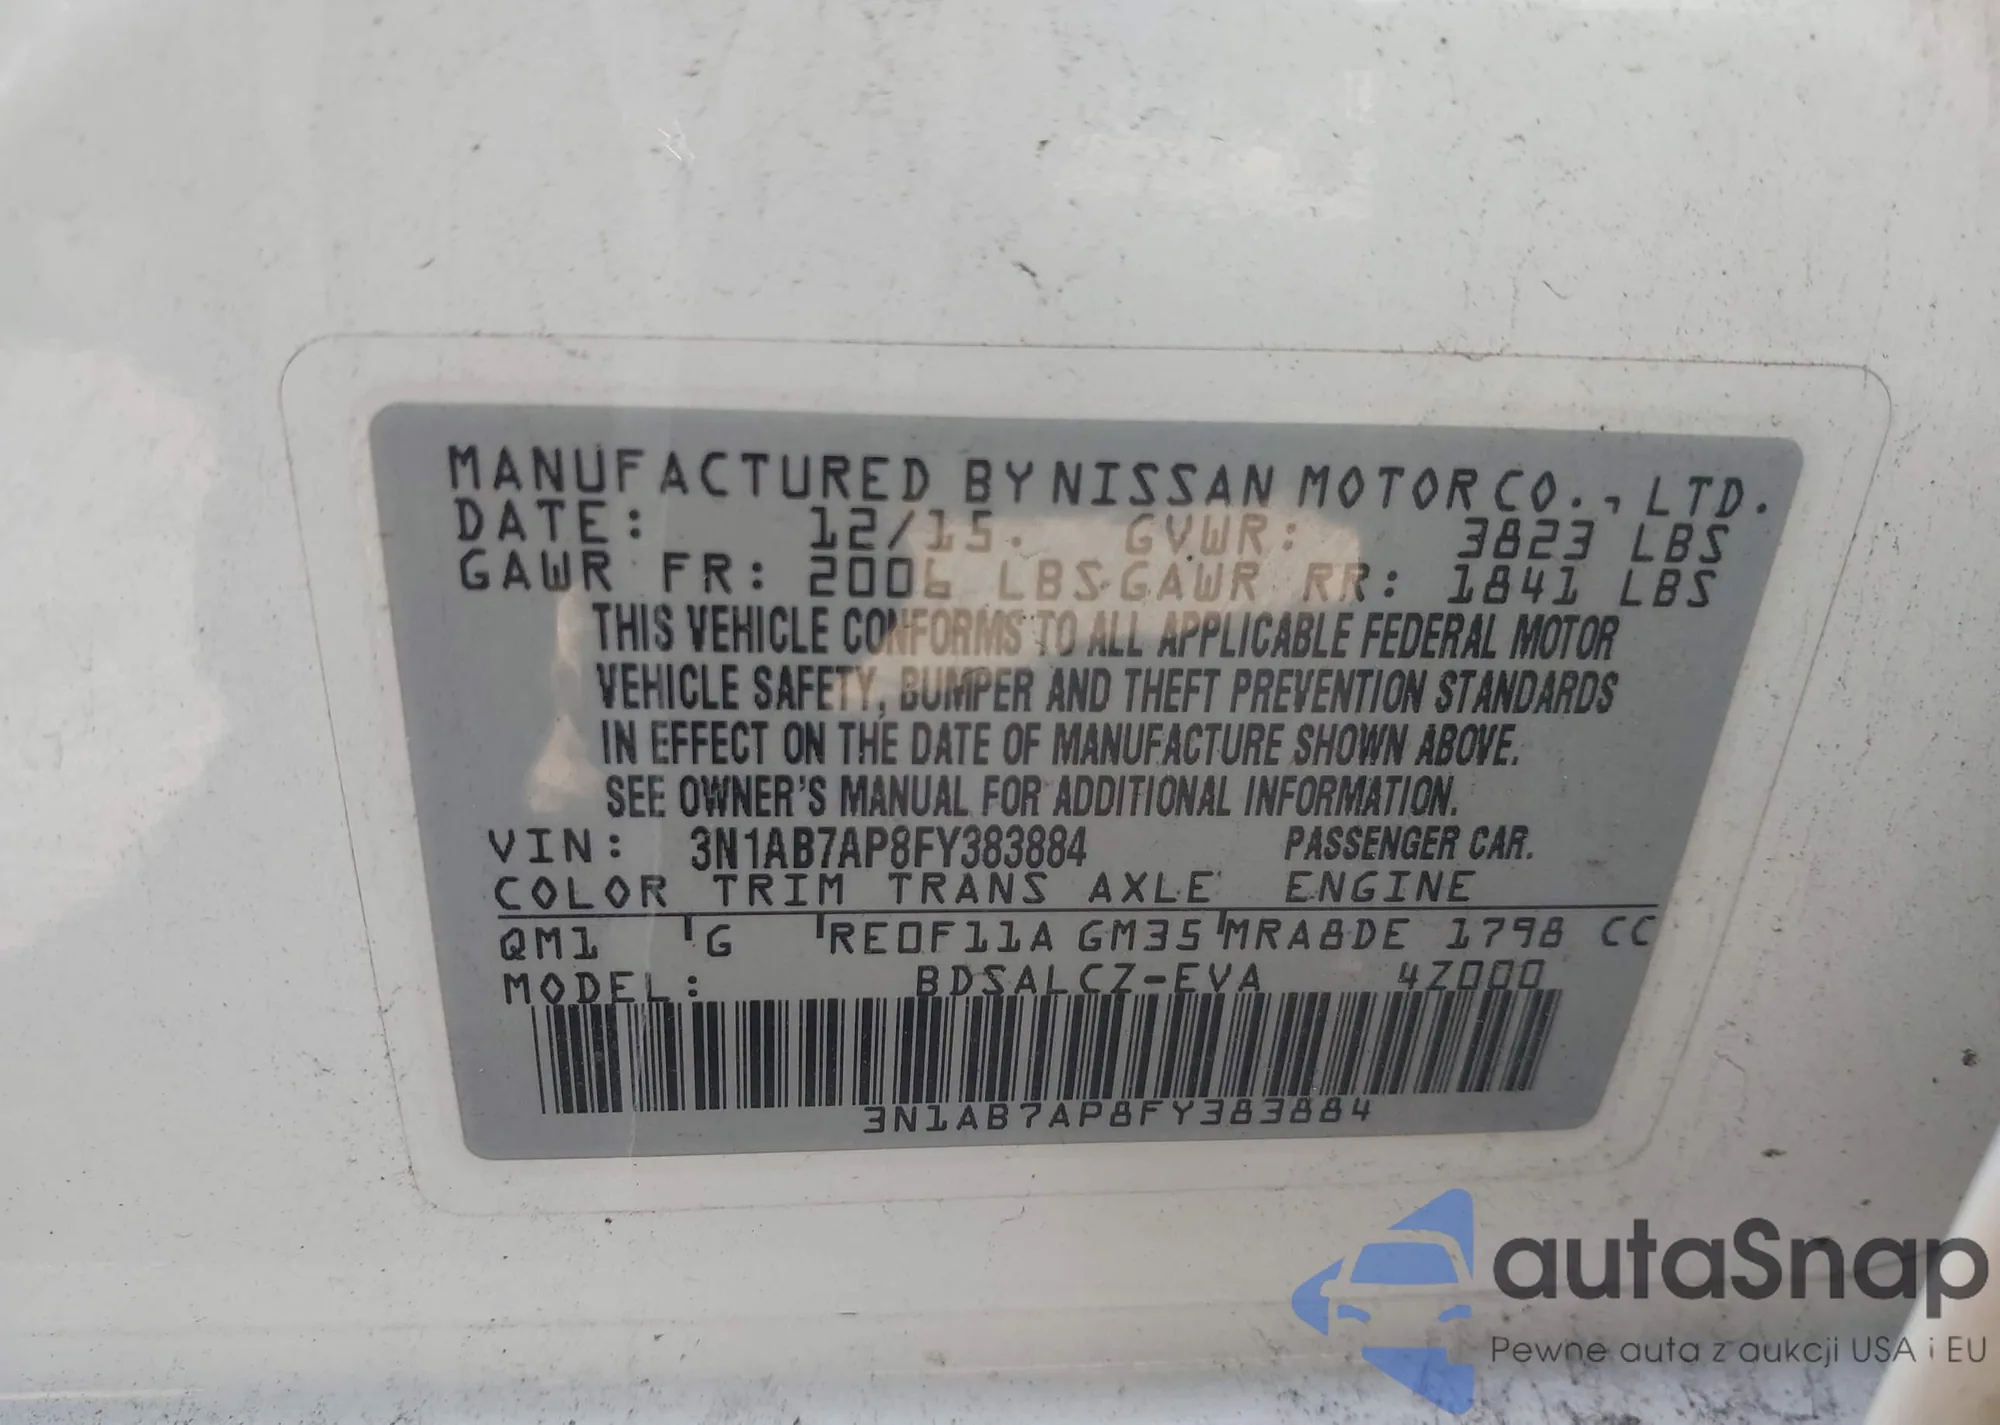 MANUFACTURED BY NISSAN MOTOR CO., LTD.
DATE: 12/15. GVWR: 3823 LBS
GAWR FR: 2006 LBS GAWR RR: 1841 LBS
THIS VEHICLE CONFORMS TO ALL APPLICABLE FEDERAL MOTOR
VEHICLE SAFETY, BUMPER AND THEFT PREVENTION STANDARDS
IN EFFECT ON THE DATE OF MANUFACTURE SHOWN ABOVE.
SEE OWNER'S MANUAL FOR ADDITIONAL INFORMATION.
VIN: 3N1AB7AP8FY383884 PASSENGER CAR.
COLOR TRIM TRANS AXLE ENGINE
QM1 G RE0F11A GM35 MRA8DE 1798 CC
MODEL: BDSALCZ-EVA 4Z000
3N1AB7AP8FY383884
autaSnap
Pewne auta z aukcji USA i EU